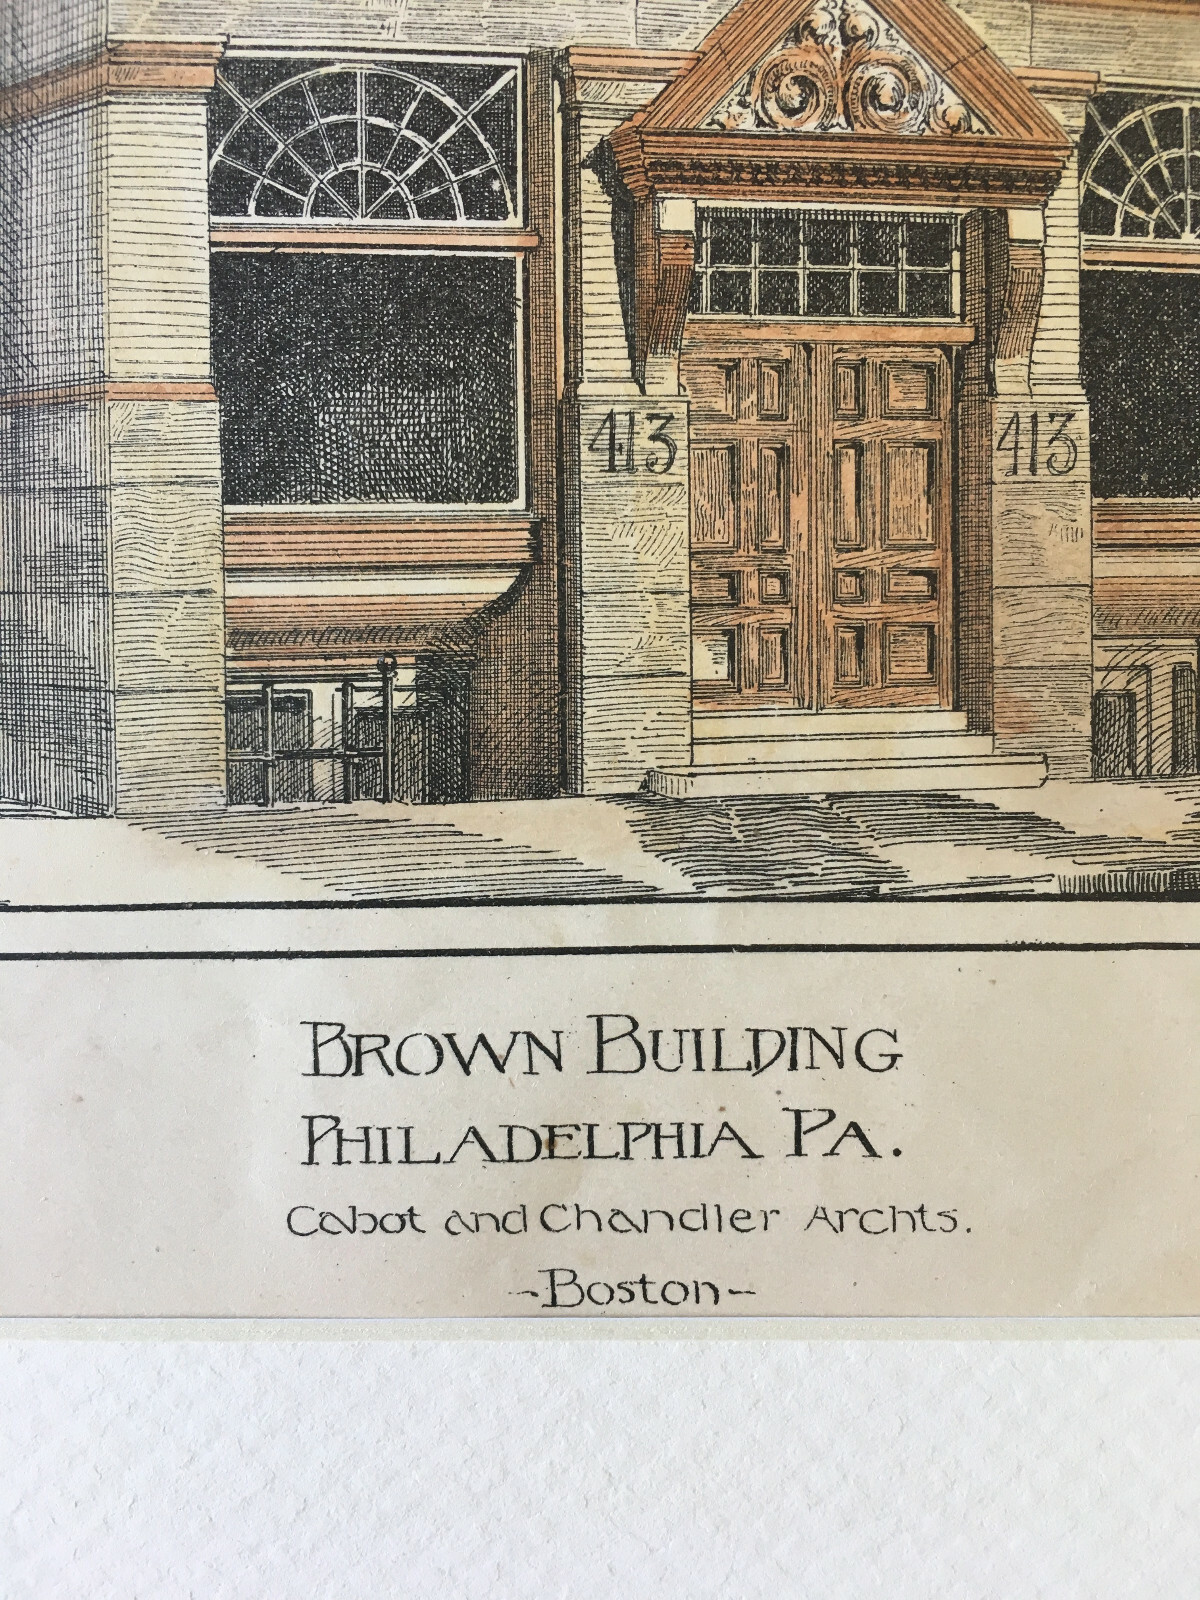 413 413
BROWN BUILDING
PHILADELPHIA PA.
Cabot and Chandler Archts.
-Boston-